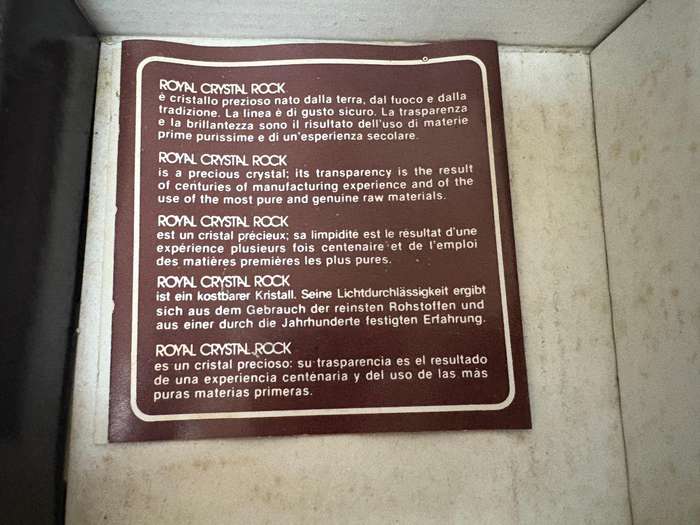 ROYAL CRYSTAL ROCK
è cristallo prezioso nato dalla terra, dal fuoco e dalla
tradizione. La linea è di gusto sicuro. La trasparenza
e la brillantezza sono il risultato dell'uso di materie
prime purissime e di un'esperienza secolare.
ROYAL CRYSTAL ROCK
is a precious crystal; its transparency is the result
of centuries of manufacturing experience and of the
use of the most pure and genuine raw materials.
ROYAL CRYSTAL ROCK
est un cristal précieux; sa limpidité est le résultat d'une
expérience plusieurs fois centenaire et de l'emploi
des matières premières les plus pures.
ROYAL CRYSTAL ROCK
ist ein kostbarer Kristall. Seine Lichtdurchlässigkeit ergibt
sich aus dem Gebrauch der reinsten Rohstoffen und
aus einer durch die Jahrhunderte festigten Erfahrung.
ROYAL CRYSTAL ROCK
es un cristal precioso: su trasparencia es el resultado
de una experiencia centenaria y del uso de las más
puras materias primeras.